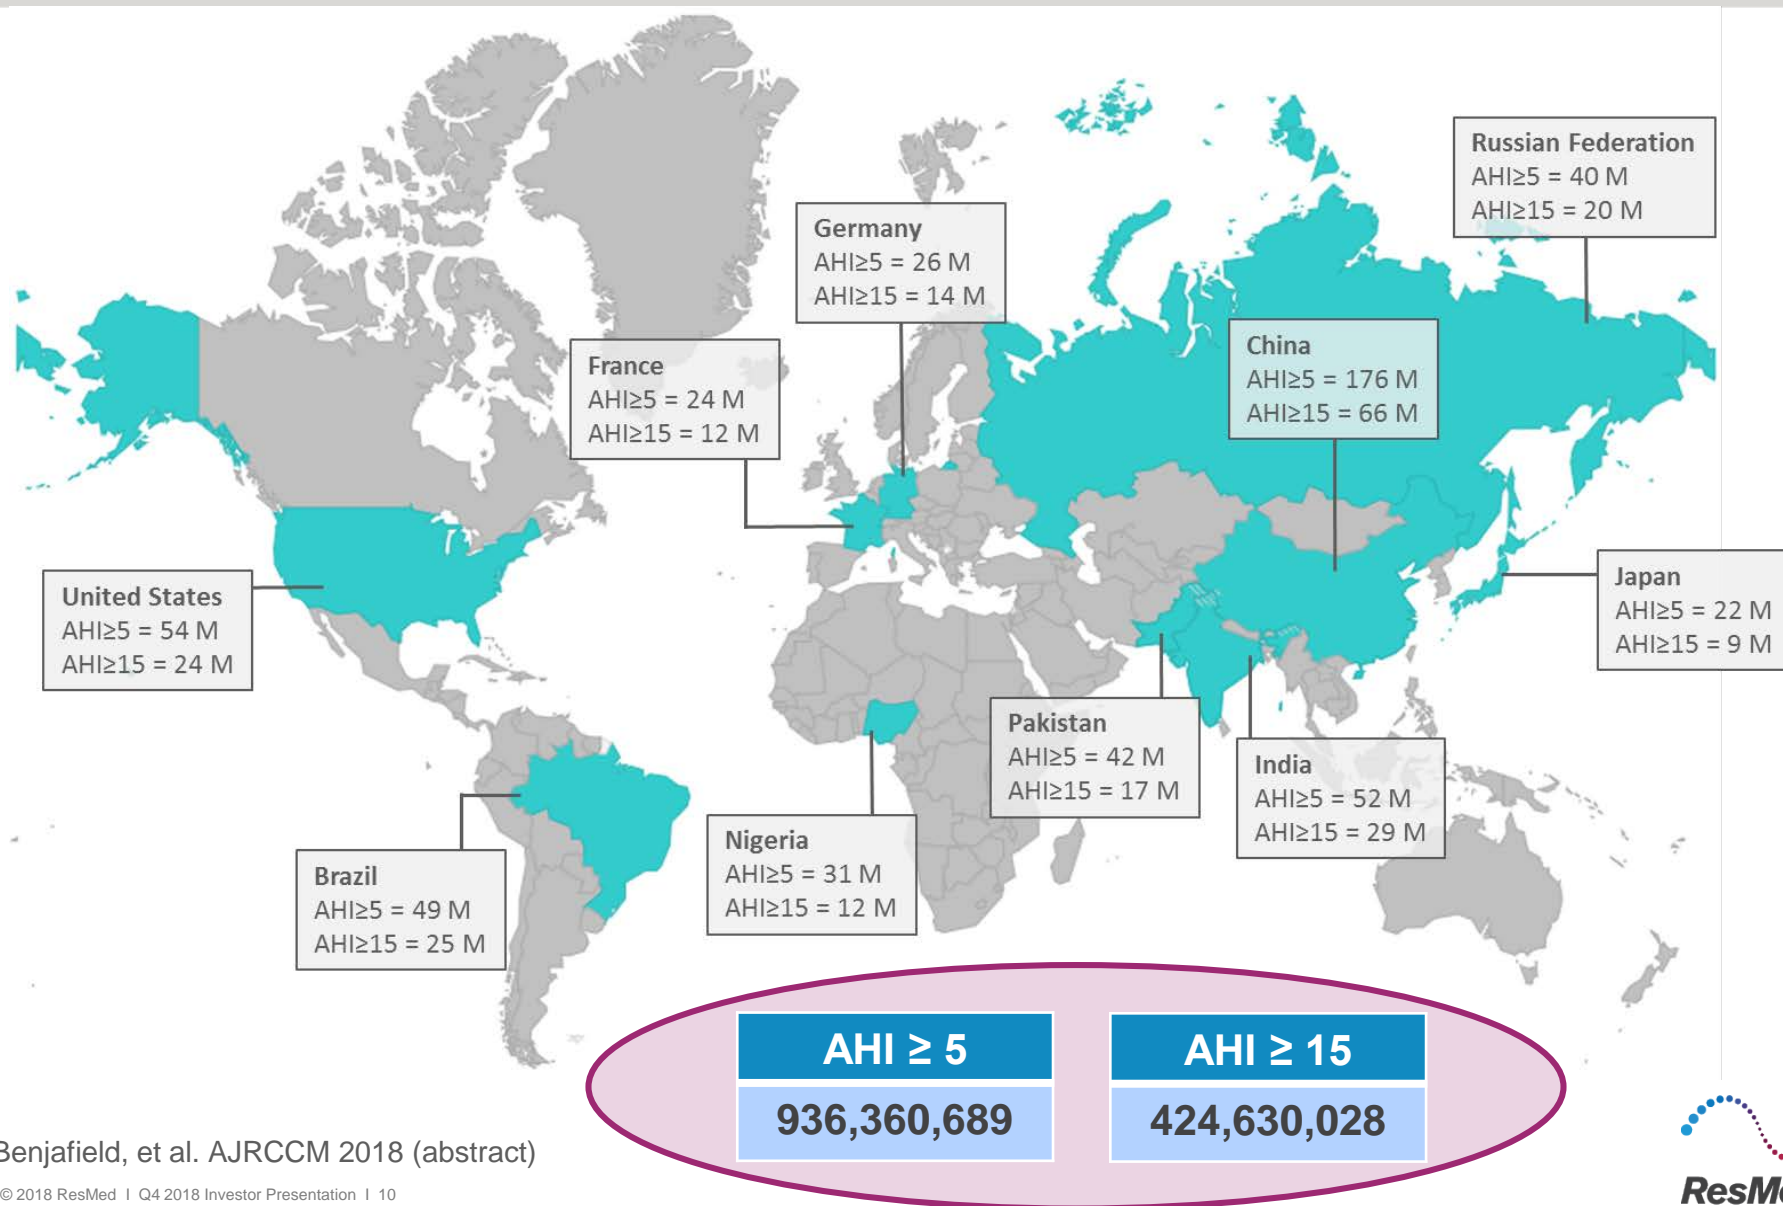 Russian Federation
AHI≥5 = 40 M
AHI≥15 = 20 M
Germany
AHI≥5 = 26 M
AHI≥15 = 14 M
China
AHI≥5 = 176 M
AHI≥15 = 66 M
France
AHI≥5 = 24 M
AHI≥15 = 12 M
United States
AHI≥5 = 54 M
AHI≥15 = 24 M
Japan
AHI≥5 = 22 M
AHI≥15 = 9 M
Pakistan
AHI≥5 = 42 M
AHI≥15 = 17 M
India
AHI≥5 = 52 M
AHI≥15 = 29 M
Nigeria
AHI≥5 = 31 M
AHI≥15 = 12 M
Brazil
AHI≥5 = 49 M
AHI≥15 = 25 M
AHI ≥ 5
936,360,689
AHI ≥ 15
424,630,028
Benjafield, et al. AJRCCM 2018 (abstract)
© 2018 ResMed I Q4 2018 Investor Presentation I 10
ResMe